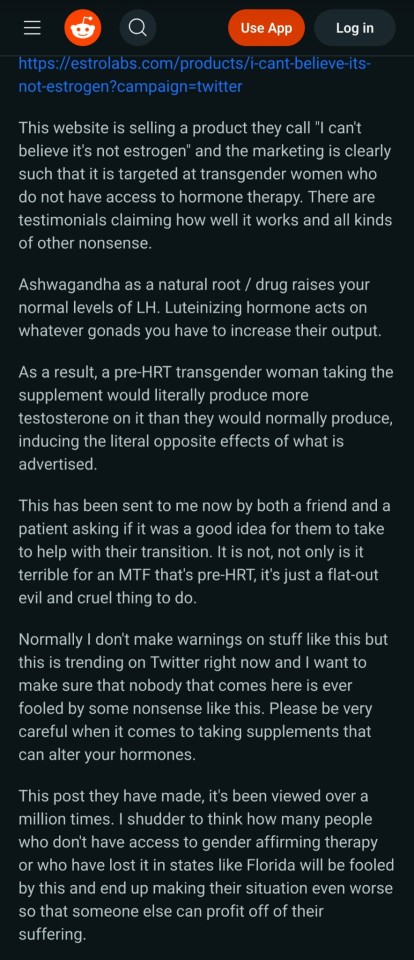 Use App
Log in
https://estrolabs.com/products/i-cant-believe-its-
not-estrogen?campaign=twitter
This website is selling a product they call "I can't
believe it's not estrogen" and the marketing is clearly
such that it is targeted at transgender women who
do not have access to hormone therapy. There are
testimonials claiming how well it works and all kinds
of other nonsense.
Ashwagandha as a natural root / drug raises your
normal levels of LH. Luteinizing hormone acts on
whatever gonads you have to increase their output.
As a result, a pre-HRT transgender woman taking the
supplement would literally produce more
testosterone on it than they would normally produce,
inducing the literal opposite effects of what is
advertised.
This has been sent to me now by both a friend and a
patient asking if it was a good idea for them to take
to help with their transition. It is not, not only is it
terrible for an MTF that's pre-HRT, it's just a flat-out
evil and cruel thing to do.
Normally I don't make warnings on stuff like this but
this is trending on Twitter right now and I want to
make sure that nobody that comes here is ever
fooled by some nonsense like this. Please be very
careful when it comes to taking supplements that
can alter your hormones.
This post they have made, it's been viewed over a
million times. I shudder to think how many people
who don't have access to gender affirming therapy
or who have lost it in states like Florida will be fooled
by this and end up making their situation even worse
so that someone else can profit off of their
suffering.